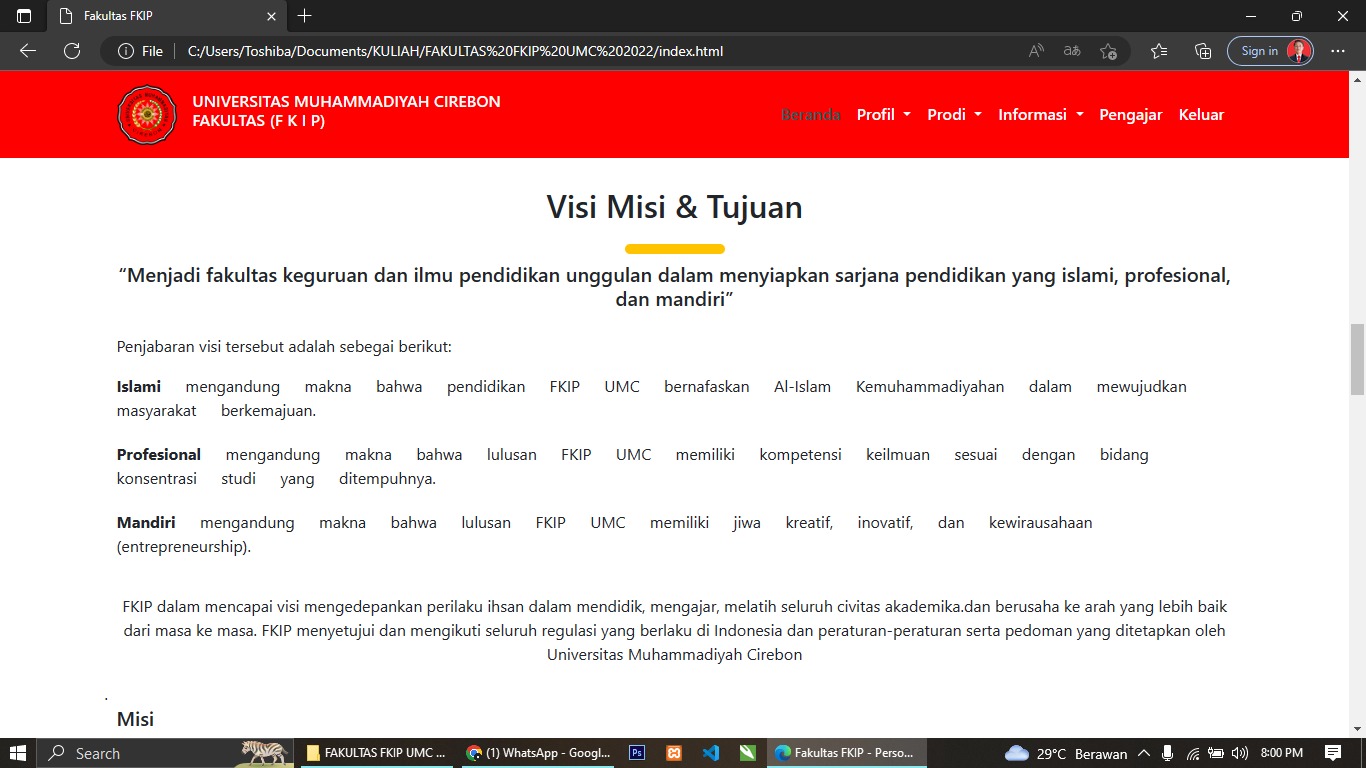 Fakultas FKIP
File
C:/Users/Toshiba/Documents/KULIAH/FAKULTAS%20FKIP%20UMC%202022/index.html
Sign in
UNIVERSITAS MUHAMMADIYAH CIREBON
FAKULTAS (F K I P)
Beranda Profil Prodi Informasi Pengajar Keluar
Visi Misi & Tujuan
“Menjadi fakultas keguruan dan ilmu pendidikan unggulan dalam menyiapkan sarjana pendidikan yang islami, profesional,
dan mandiri”
Penjabaran visi tersebut adalah sebegai berikut:
Islami mengandung makna bahwa pendidikan FKIP UMC bernafaskan Al-Islam Kemuhammadiyahan dalam mewujudkan
masyarakat berkemajuan.
Profesional mengandung makna bahwa lulusan FKIP UMC memiliki kompetensi keilmuan sesuai dengan bidang
konsentrasi studi yang ditempuhnya.
Mandiri mengandung makna bahwa lulusan FKIP UMC memiliki jiwa kreatif, inovatif, dan kewirausahaan
(entrepreneurship).
FKIP dalam mencapai visi mengedepankan perilaku ihsan dalam mendidik, mengajar, melatih seluruh civitas akademika.dan berusaha ke arah yang lebih baik
dari masa ke masa. FKIP menyetujui dan mengikuti seluruh regulasi yang berlaku di Indonesia dan peraturan-peraturan serta pedoman yang ditetapkan oleh
Universitas Muhammadiyah Cirebon
.
Misi
Search
FAKULTAS FKIP UMC ...
(1) WhatsApp - Googl...
Ps
Fakultas FKIP - Perso...
29°C Berawan
8:00 PM